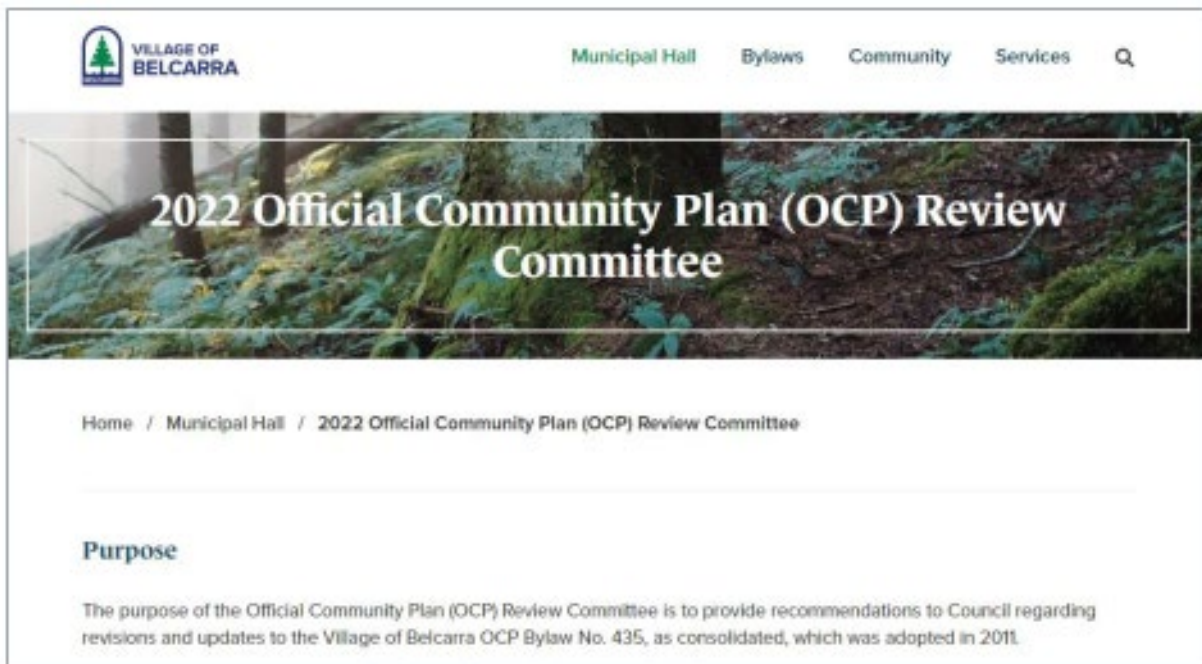 VILLAGE OF
BELCARRA
Municipal Hall Bylaws Community Services
2022 Official Community Plan (OCP) Review
Committee
Home / Municipal Hall / 2022 Official Community Plan (OCP) Review Committee
Purpose
The purpose of the Official Community Plan (OCP) Review Committee is to provide recommendations to Council regarding
revisions and updates to the Village of Belcarra OCP Bylaw No. 435, as consolidated, which was adopted in 2011.